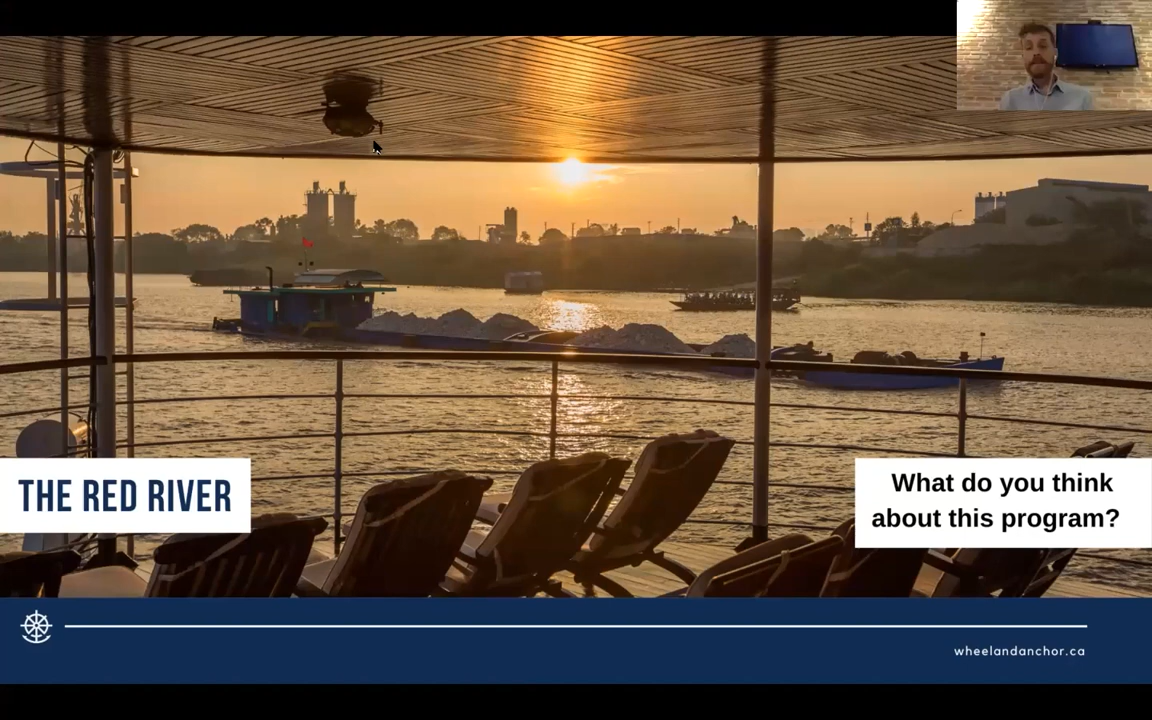 THE RED RIVER
What do you think
about this program?
wheelandanchor.ca